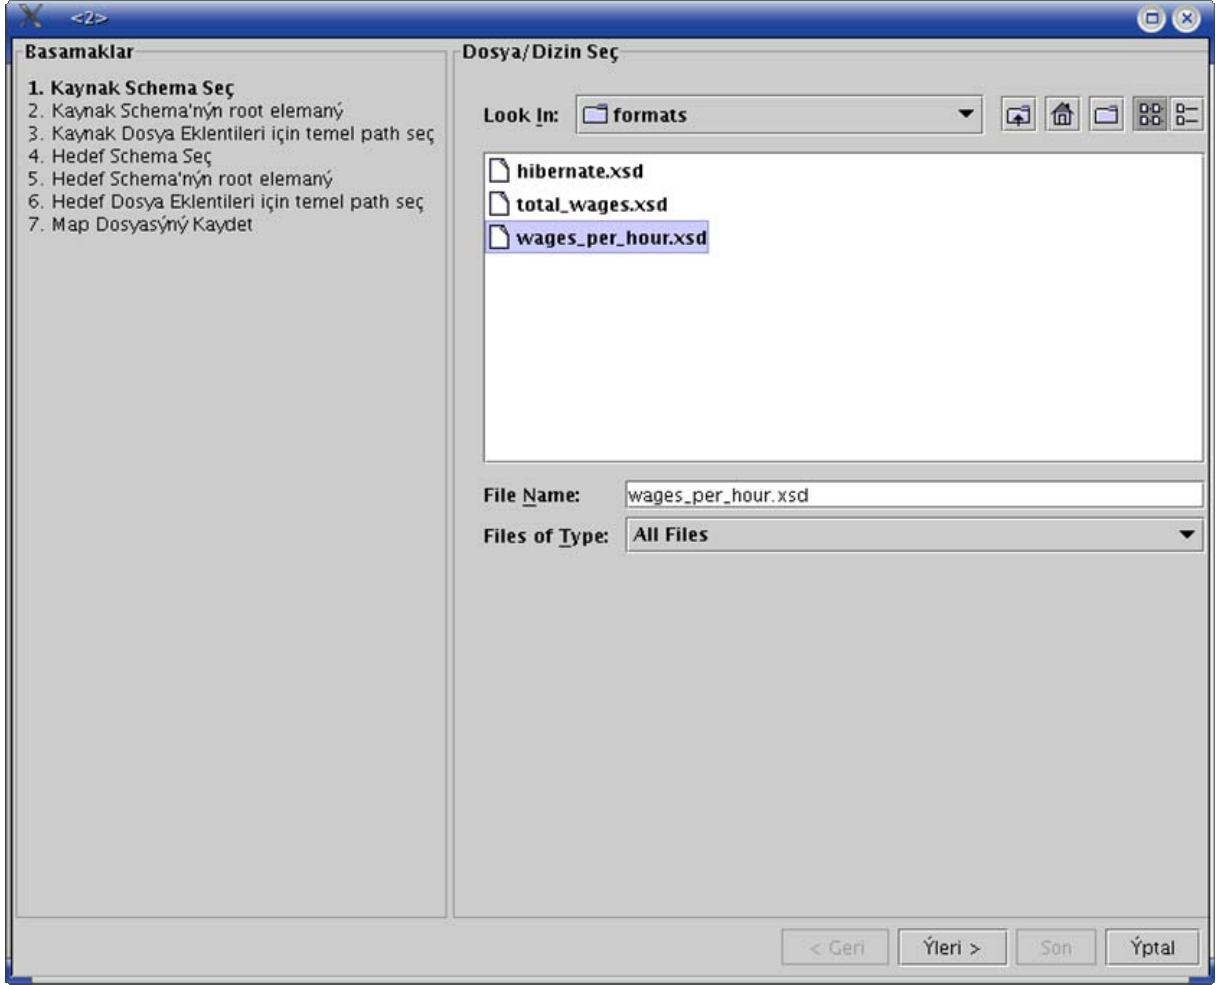 <2>
Basamaklar
1. Kaynak Schema Seç
2. Kaynak Schema'nýn root elemaný
3. Kaynak Dosya Eklentileri için temel path seç
4. Hedef Schema Seç
5. Hedef Schema'nýn root elemaný
6. Hedef Dosya Eklentileri için temel path seç
7. Map Dosyasýný Kaydet
Dosya/Dizin Seç
Look In: formats
hibernate.xsd
total_wages.xsd
wages_per_hour.xsd
File Name: wages_per_hour.xsd
Files of Type: All Files
< Geri Ýleri > Son Ýptal